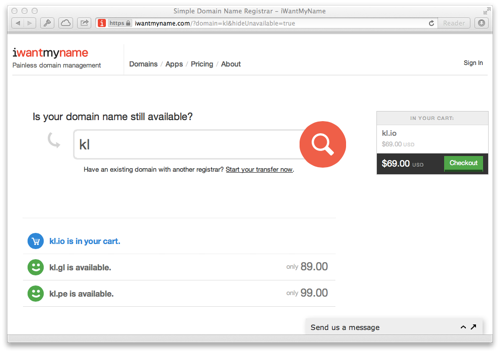 Simple Domain Name Registrar – iWantMyName
https iwantmyname.com/?domain=kl&hideUnavailable=true
Reader
iwantmyname
Painless domain management
Domains / Apps / Pricing / About
Sign In
Is your domain name still available?
kl
Have an existing domain with another registrar? Start your transfer now.
IN YOUR CART:
kl.io
$69.00 USD
$69.00 USD
Checkout
kl.io is in your cart.
kl.gl is available.
only 89.00
kl.pe is available.
only 99.00
Send us a message